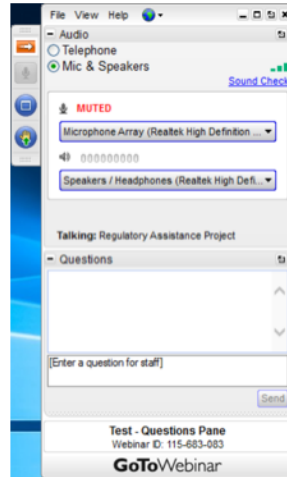 File View Help
Audio
Telephone
Mic & Speakers
Sound Check
MUTED
Microphone Array (Realtek High Definition ...
000000000
Speakers / Headphones (Realtek High Defi...
Talking: Regulatory Assistance Project
Questions
[Enter a question for staff]
Send
Test - Questions Pane
Webinar ID: 115-683-083
GoToWebinar